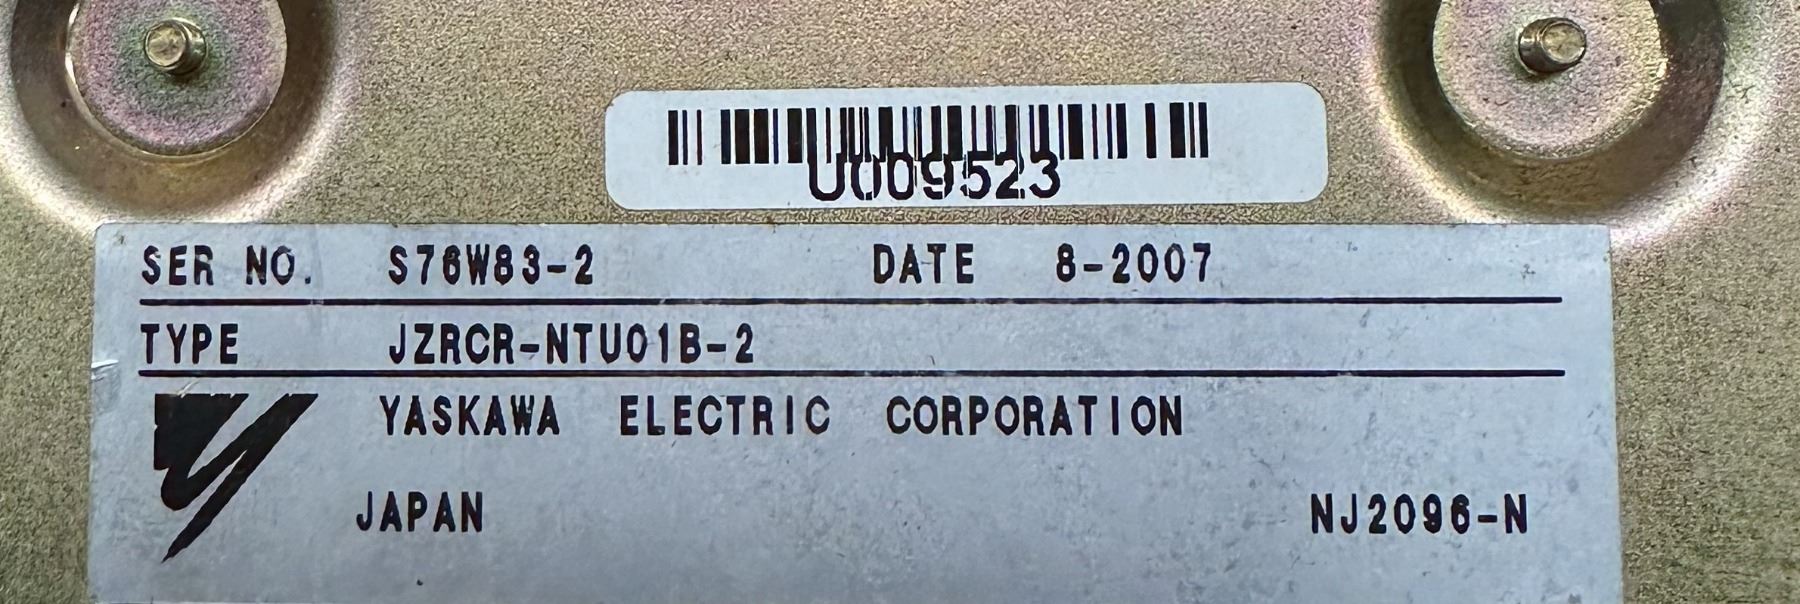 U009523
SER NO. S76W83-2 DATE 8-2007
TYPE JZRCR-NTU01B-2
YASKAWA ELECTRIC CORPORATION
JAPAN NJ2096-N